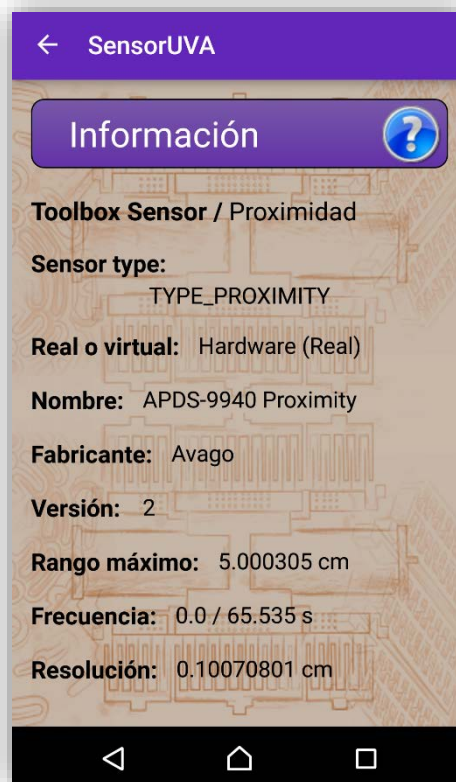 SensorUVA
Información
?
Toolbox Sensor / Proximidad
Sensor type:
TYPE_PROXIMITY
Real o virtual: Hardware (Real)
Nombre: APDS-9940 Proximity
Fabricante: Avago
Versión: 2
Rango máximo: 5.000305 cm
Frecuencia: 0.0 / 65.535 s
Resolución: 0.10070801 cm